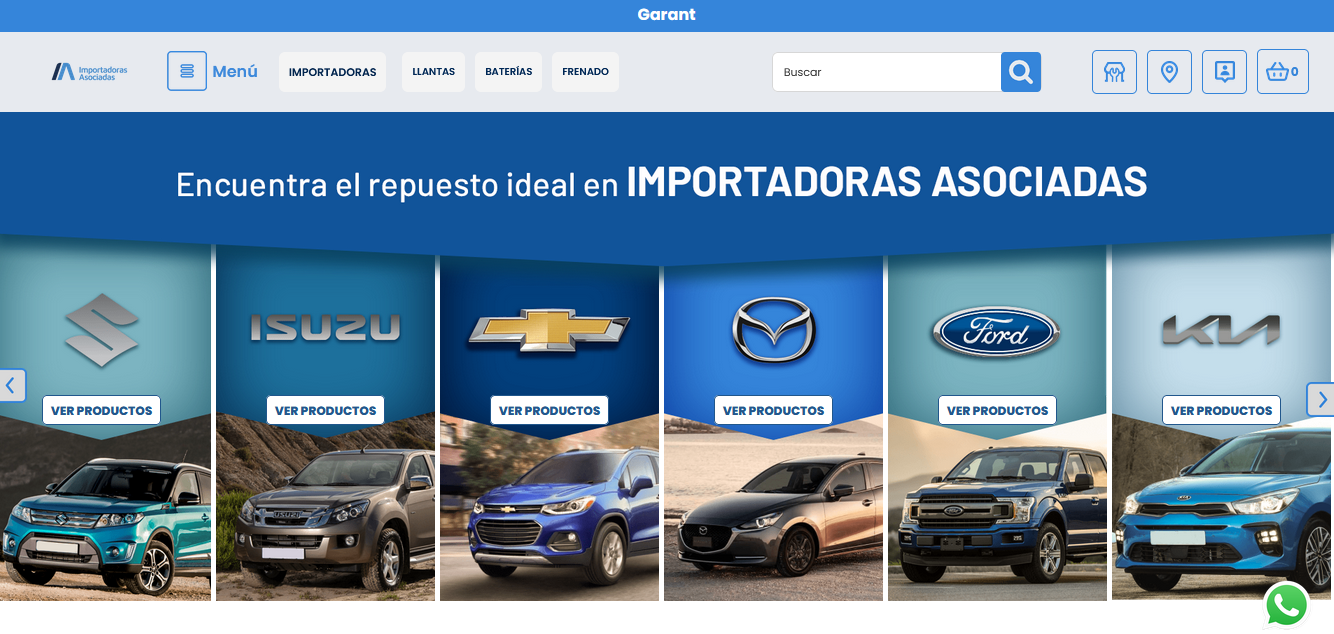 Garant
Importadoras
Asociadas
Menú
IMPORTADORAS
LLANTAS
BATERÍAS
FRENADO
Buscar
0
Encuentra el repuesto ideal en IMPORTADORAS ASOCIADAS
ISUZU
Ford
KIA
VER PRODUCTOS
VER PRODUCTOS
VER PRODUCTOS
VER PRODUCTOS
VER PRODUCTOS
VER PRODUCTOS
ISUZU